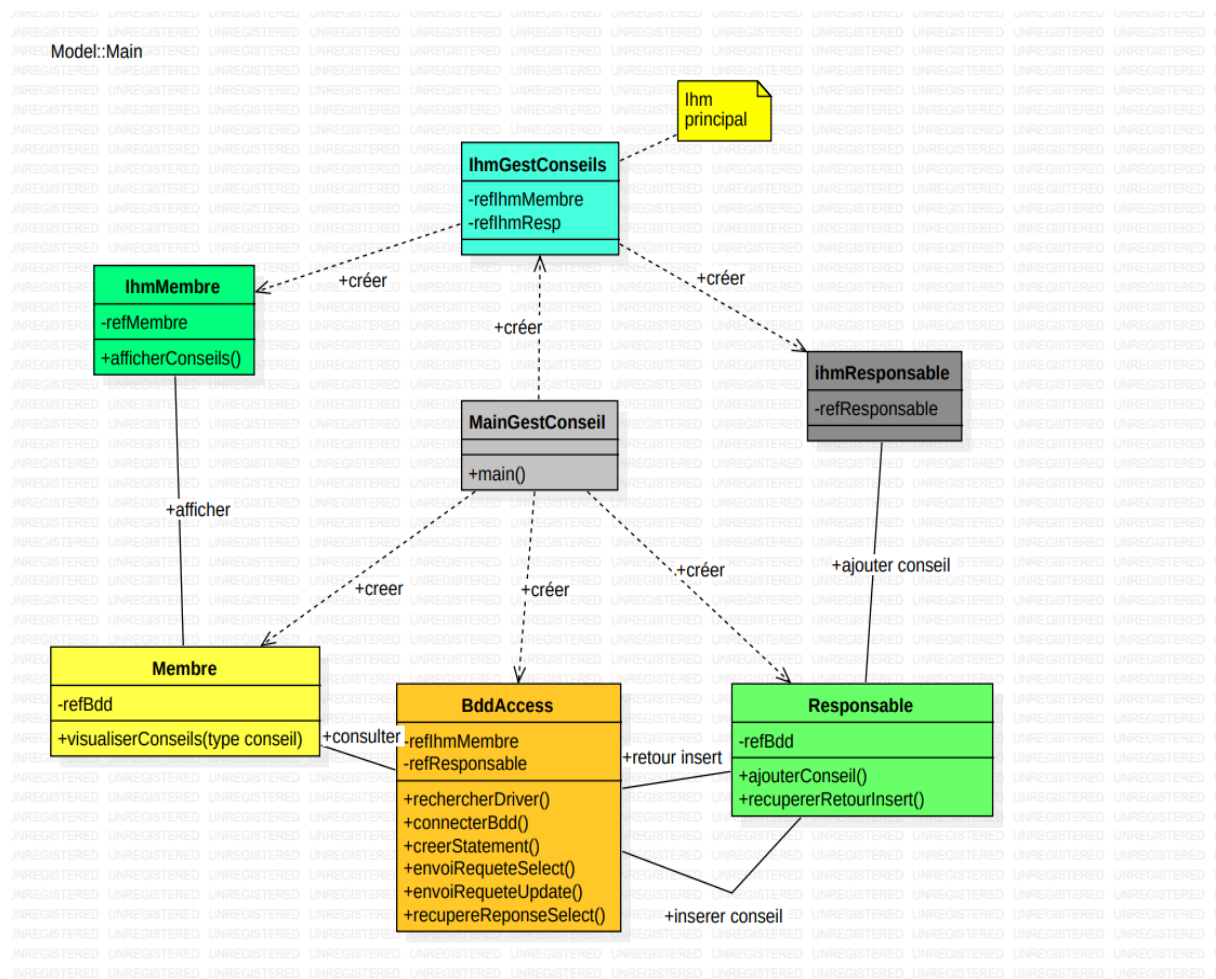 Model::Main
Ihm
principal
IhmGestConseils
-refIhmMembre
-refIhmResp
+créer
+créer
+créer
IhmMembre
-refMembre
+afficherConseils()
ihmResponsable
-refResponsable
MainGestConseil
+main()
+afficher
+creer
+créer
+créer
+ajouter conseil
Membre
-refBdd
+visualiserConseils(type conseil)
+consulter
BddAccess
-refIhmMembre
-refResponsable
+rechercherDriver()
+connecterBdd()
+creerStatement()
+envoiRequeteSelect()
+envoiRequeteUpdate()
+recupereReponseSelect()
+retour insert
Responsable
-refBdd
+ajouterConseil()
+recupererRetourInsert()
+inserer conseil
UNREGISTERED